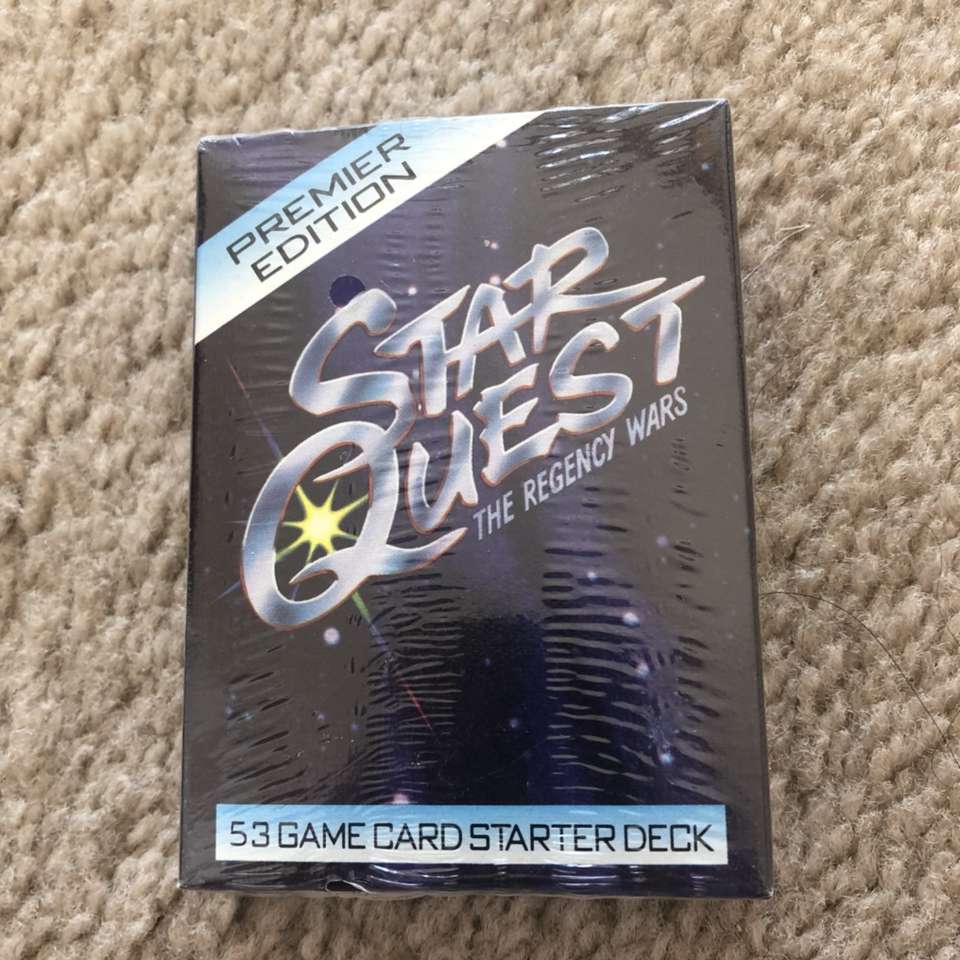 PREMIER
EDITION
STAR
QUEST
THE REGENCY WARS
53 GAME CARD STARTER DECK